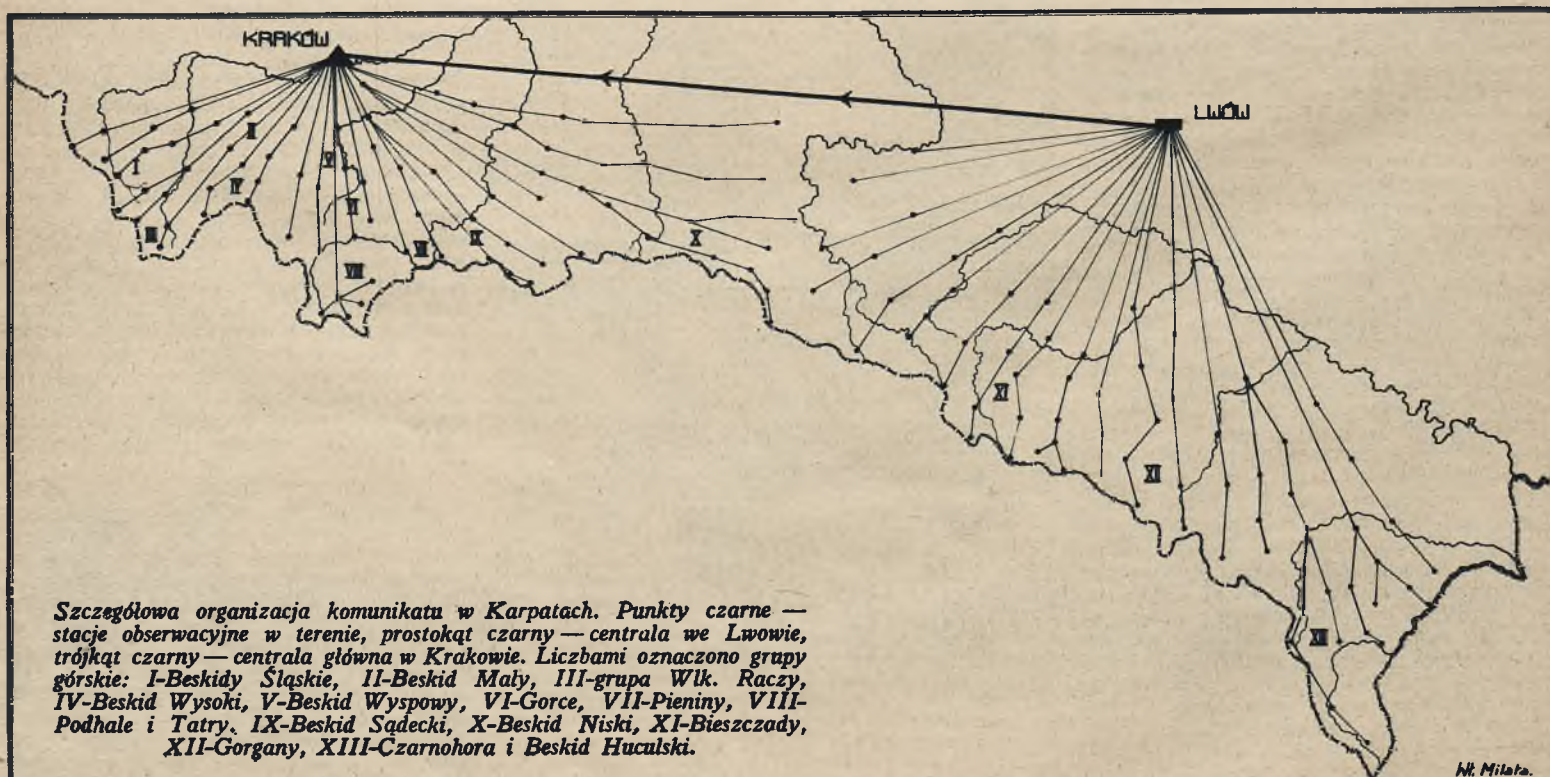 KRAKÓW
LWÓW
I
II
III
IV
V
VI
VII
VIII
IX
X
XI
XII
XIII
Szczegółowa organizacja komunikatu w Karpatach. Punkty czarne —
stacje obserwacyjne w terenie, prostokąt czarny — centrala we Lwowie,
trójkąt czarny — centrala główna w Krakowie. Liczbami oznaczono grupy
górskie: I-Beskidy Śląskie, II-Beskid Mały, III-grupa Wlk. Raczy,
IV-Beskid Wysoki, V-Beskid Wyspowy, VI-Gorce, VII-Pieniny, VIII-
Podhale i Tatry. IX-Beskid Sądecki, X-Beskid Niski, XI-Bieszczady,
XII-Gorgany, XIII-Czarnohora i Beskid Huculski.
Wł. Milata.